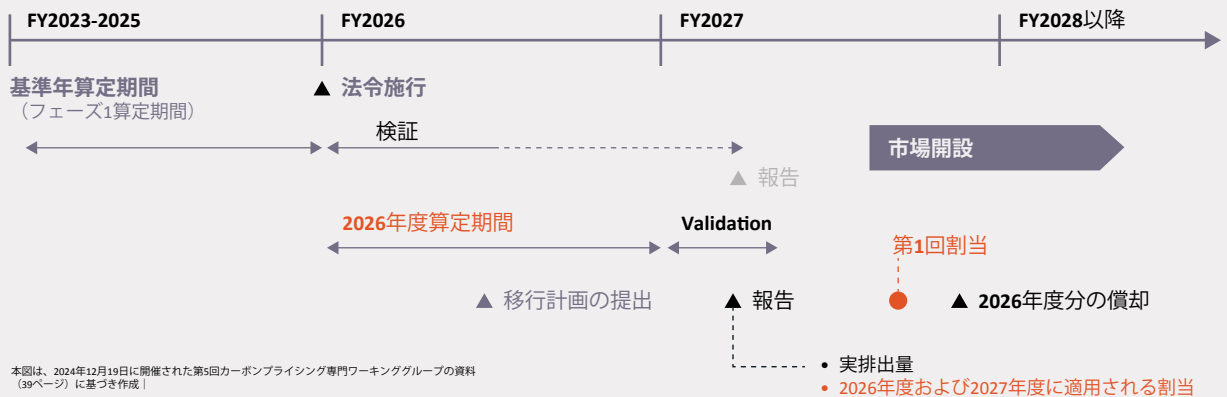 FY2023-2025
FY2026
FY2027
FY2028以降
基準年算定期間
（フェーズ1算定期間）
▲ 法令施行
検証
市場開設
▲ 報告
2026年度算定期間
Validation
第1回割当
▲ 移行計画の提出
▲ 報告
▲ 2026年度分の償却
• 実排出量
• 2026年度および2027年度に適用される割当
本図は、2024年12月19日に開催された第5回カーボンプライシング専門ワーキンググループの資料
（39ページ）に基づき作成｜